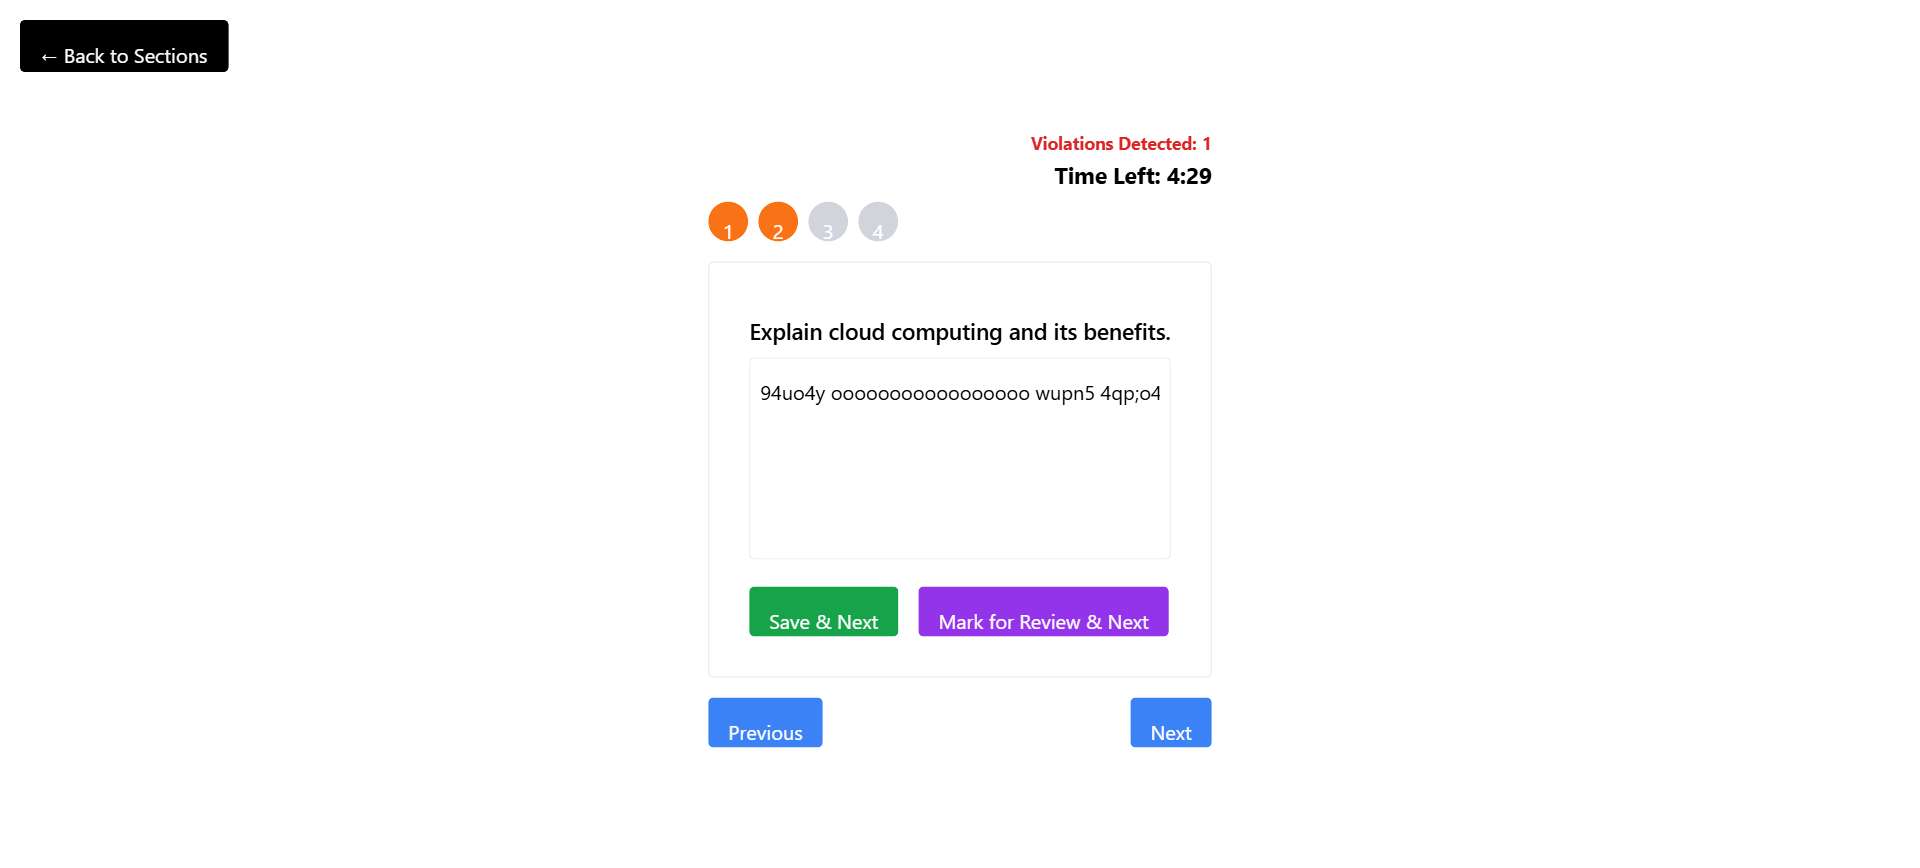 ← Back to Sections
Violations Detected: 1
Time Left: 4:29
1 2 3 4
Explain cloud computing and its benefits.
94uo4y ooooooooooooooooo wupn5 4qp;o4
Save & Next Mark for Review & Next
Previous Next